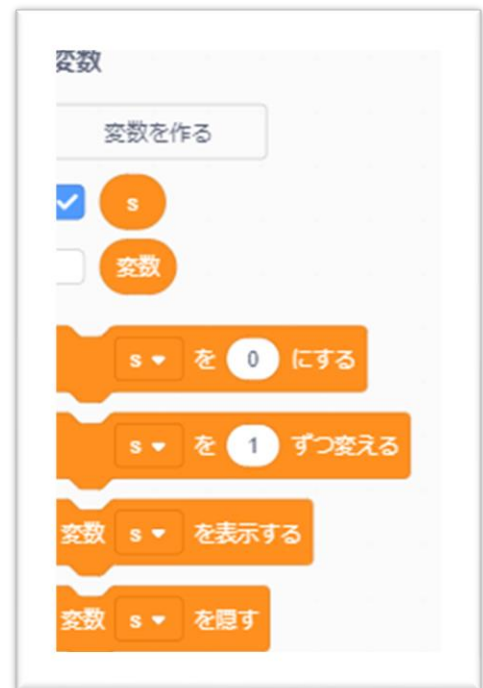 変数
変数を作る
s
変数
s を 0 にする
s を 1 ずつ変える
変数 s を表示する
変数 s を隠す